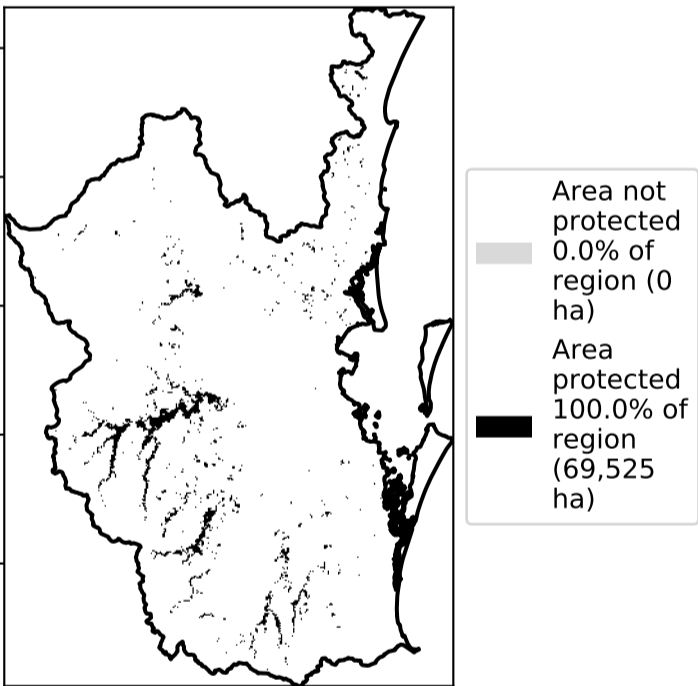 Area not
protected
0.0% of
region (0
ha)
Area
protected
100.0% of
region
(69,525
ha)